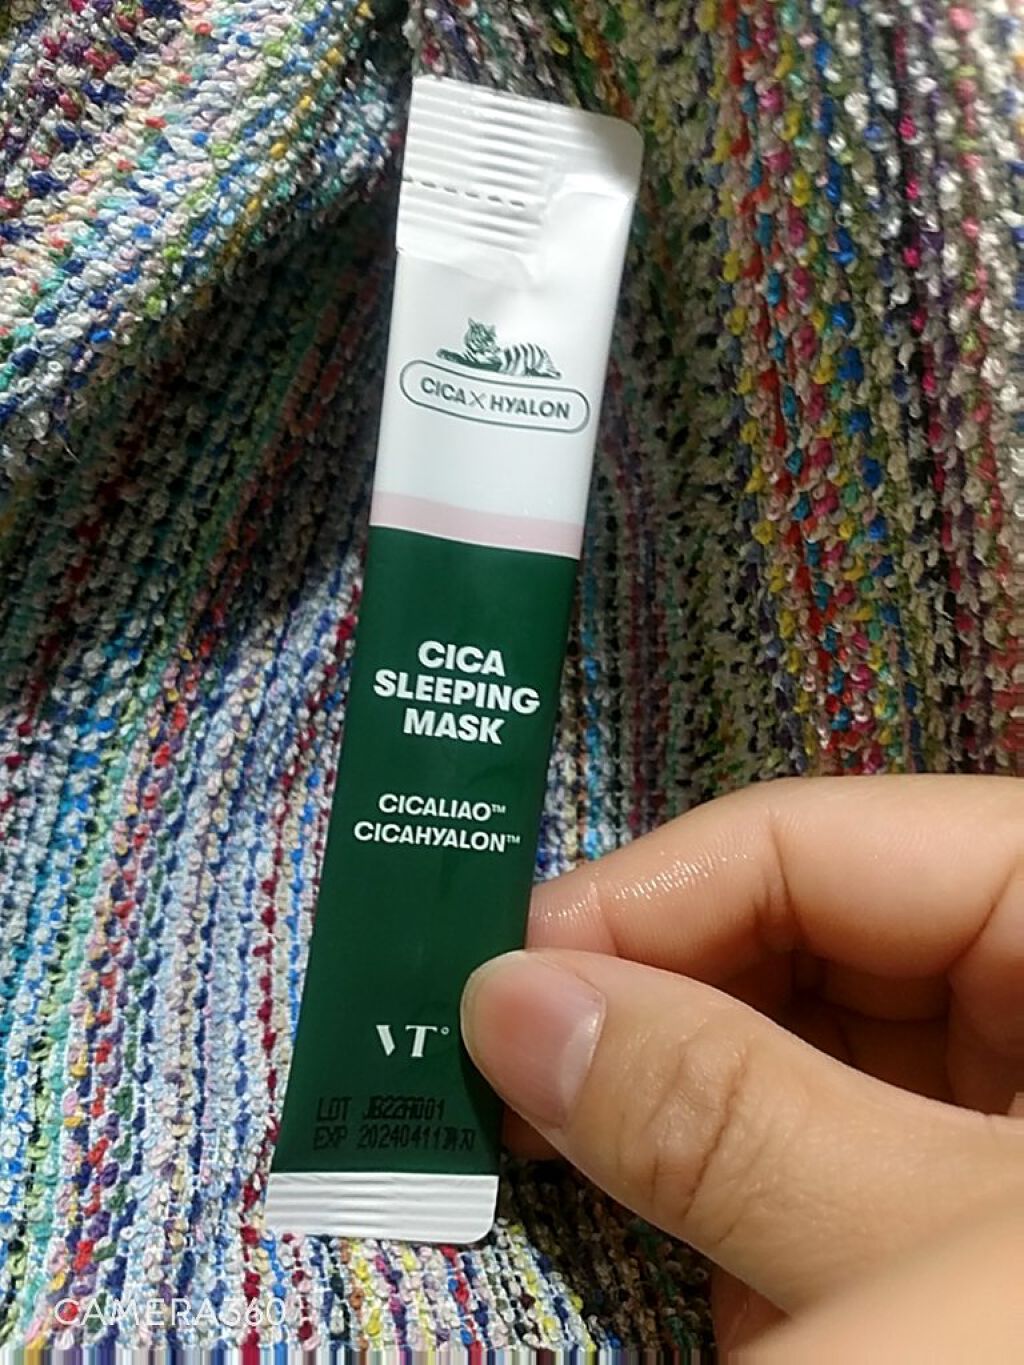 CICA X HYALON
CICA
SLEEPING
MASK
CICALIAO™
CICAHYALON™
VT°
LOT JB22A001
EXP 20240411까지
CAMERA360